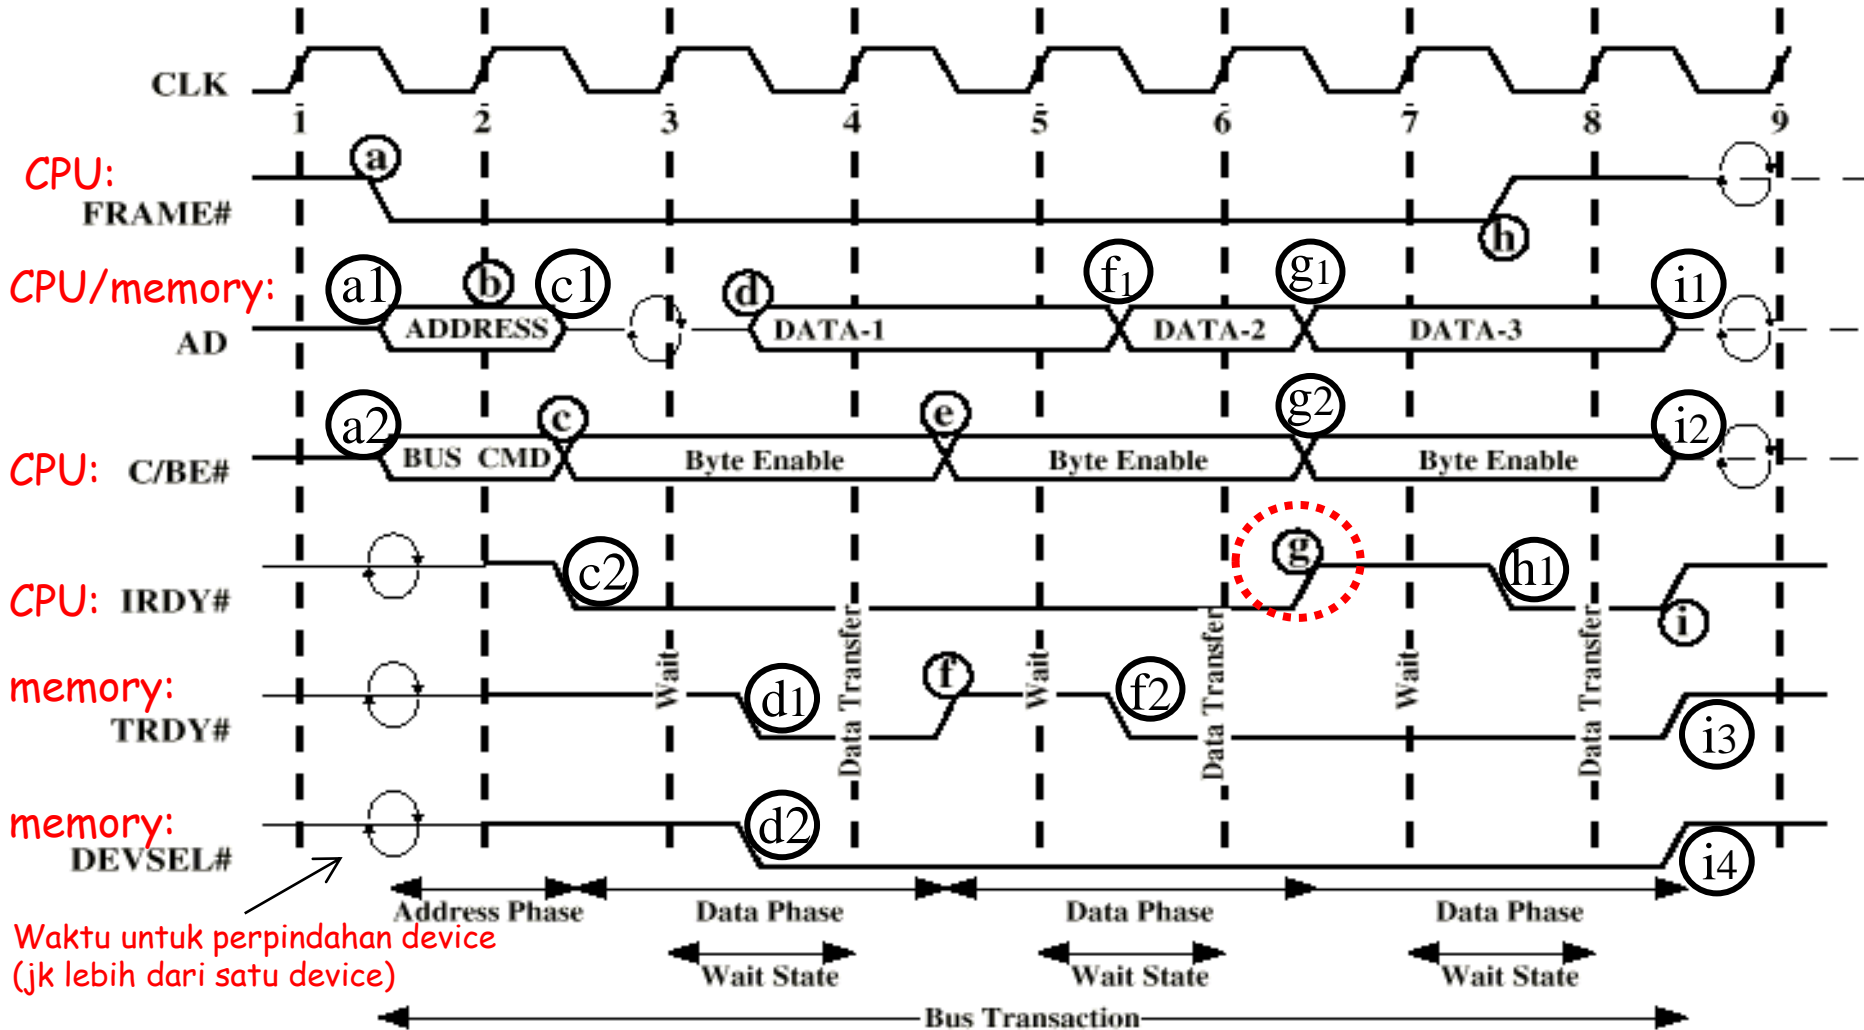 CLK
1 2 3 4 5 6 7 8 9
a
CPU:
FRAME#
h
a1 b c1 d f1 g1 i1
CPU/memory:
ADDRESS DATA-1 DATA-2 DATA-3
AD
a2 c e g2 i2
BUS CMD Byte Enable Byte Enable Byte Enable
CPU: C/BE#
g
c2 h1
CPU: IRDY#
i
Wait Data Transfer Wait Data Transfer Wait Data Transfer
memory:
d1 f f2
TRDY#
i3
memory:
d2
DEVSEL#
i4
Address Phase Data Phase Data Phase Data Phase
Waktu untuk perpindahan device
(jk lebih dari satu device)
Wait State Wait State Wait State
Bus Transaction